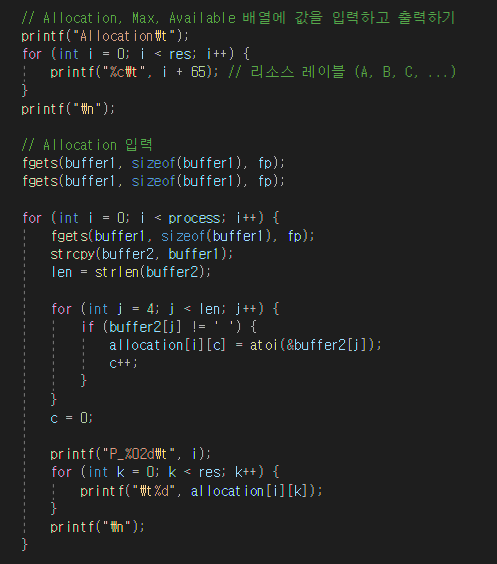 // Allocation, Max, Available 배열에 값을 입력하고 출력하기
printf("Allocation₩t");
for (int i = 0; i < res; i++) {
    printf("%c₩t", i + 65); // 리소스 레이블 (A, B, C, ...)
}
printf("₩n");

// Allocation 입력
fgets(buffer1, sizeof(buffer1), fp);
fgets(buffer1, sizeof(buffer1), fp);

for (int i = 0; i < process; i++) {
    fgets(buffer1, sizeof(buffer1), fp);
    strcpy(buffer2, buffer1);
    len = strlen(buffer2);

    for (int j = 4; j < len; j++) {
        if (buffer2[j] != ' ') {
            allocation[i][c] = atoi(&buffer2[j]);
            c++;
        }
    }
    c = 0;

    printf("P_%02d₩t", i);
    for (int k = 0; k < res; k++) {
        printf("₩t%d", allocation[i][k]);
    }
    printf("₩n");
}